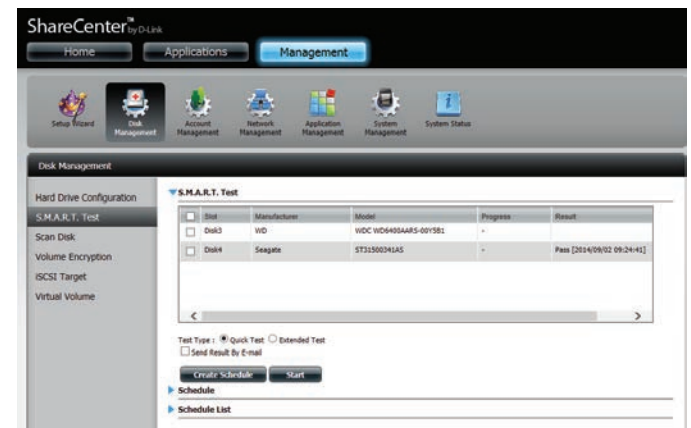 ShareCenter™ by D-Link
Home Applications Management
Setup Wizard Disk Management Account Management Network Management Application Management System Management System Status
Disk Management
Hard Drive Configuration
S.M.A.R.T. Test
Scan Disk
Volume Encryption
iSCSI Target
Virtual Volume
S.M.A.R.T. Test
Slot Manufacturer Model Progress Result
Disk3 WD WDC WD6400AARS-00Y5B1 -
Disk4 Seagate ST31500341AS - Pass [2014/09/02 09:24:41]
Test Type : Quick Test Extended Test
Send Result By E-mail
Create Schedule Start
Schedule
Schedule List